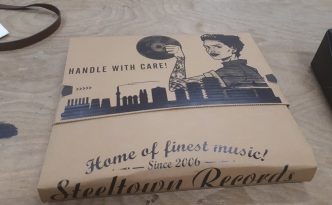 HANDLE WITH CARE!
>>>>>
Home of finest music!
Since 2006
Steeltown Records